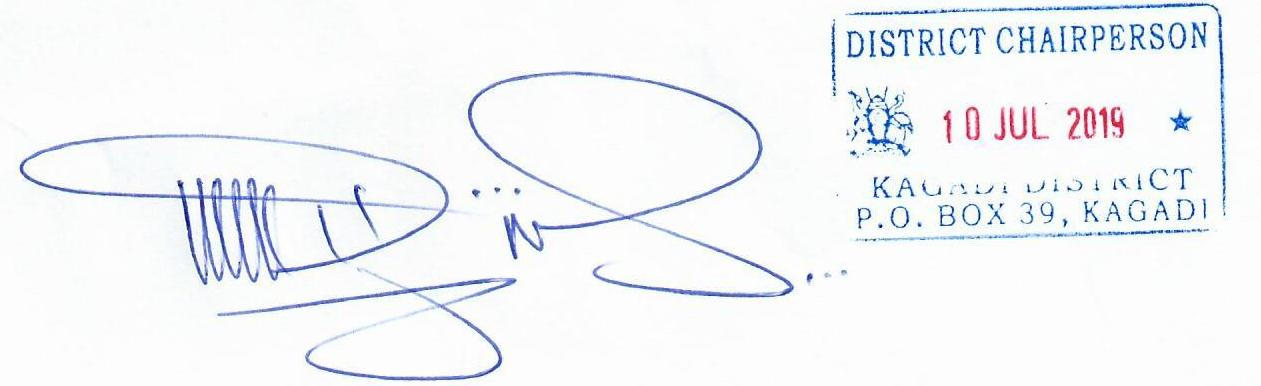 DISTRICT CHAIRPERSON
10 JUL 2019
KAGADI DISTRICT
P.O. BOX 39, KAGADI